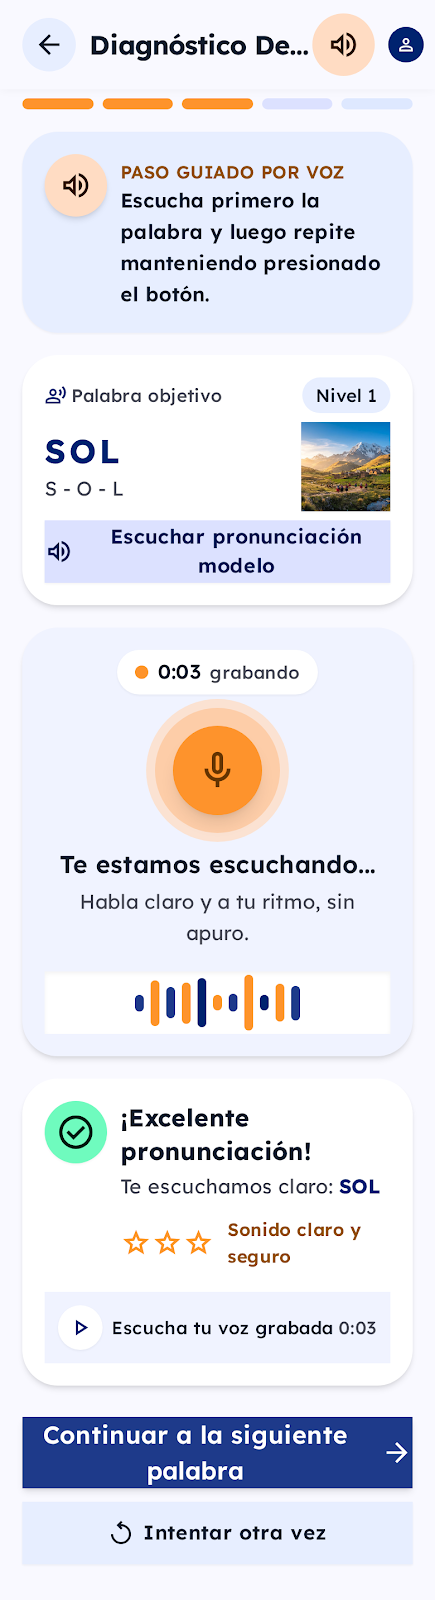 Diagnóstico De...
PASO GUIADO POR VOZ
Escucha primero la
palabra y luego repite
manteniendo presionado
el botón.
Palabra objetivo
Nivel 1
SOL
S - O - L
Escuchar pronunciación
modelo
0:03 grabando
Te estamos escuchando...
Habla claro y a tu ritmo, sin
apuro.
¡Excelente
pronunciación!
Te escuchamos claro: SOL
Sonido claro y
seguro
Escucha tu voz grabada 0:03
Continuar a la siguiente
palabra
Intentar otra vez